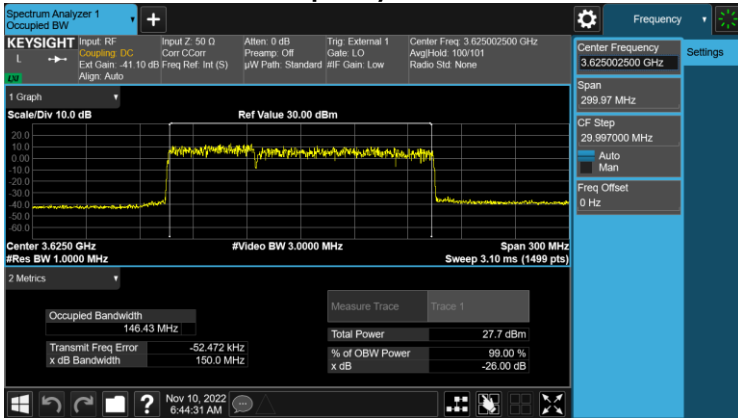 Spectrum Analyzer 1
Occupied BW
Frequency
KEYSIGHT
L
LXI
Input: RF
Coupling: DC
Ext Gain: -41.10 dB
Align: Auto
Input Z: 50 Ω
Corr CCorr
Freq Ref: Int (S)
Atten: 0 dB
Preamp: Off
µW Path: Standard
Trig: External 1
Gate: LO
#IF Gain: Low
Center Freq: 3.625002500 GHz
Avg|Hold: 100/101
Radio Std: None
Center Frequency
3.625002500 GHz
Settings
Span
299.97 MHz
CF Step
29.997000 MHz
Auto
Man
Freq Offset
0 Hz
1 Graph
Scale/Div 10.0 dB
Ref Value 30.00 dBm
20.0
10.0
0.00
-10.0
-20.0
-30.0
-40.0
-50.0
-60.0
Center 3.6250 GHz
#Video BW 3.0000 MHz
Span 300 MHz
#Res BW 1.0000 MHz
Sweep 3.10 ms (1499 pts)
2 Metrics
Occupied Bandwidth
146.43 MHz
Transmit Freq Error -52.472 kHz
x dB Bandwidth 150.0 MHz
Measure Trace Trace 1
Total Power 27.7 dBm
% of OBW Power 99.00 %
x dB -26.00 dB
Nov 10, 2022
6:44:31 AM